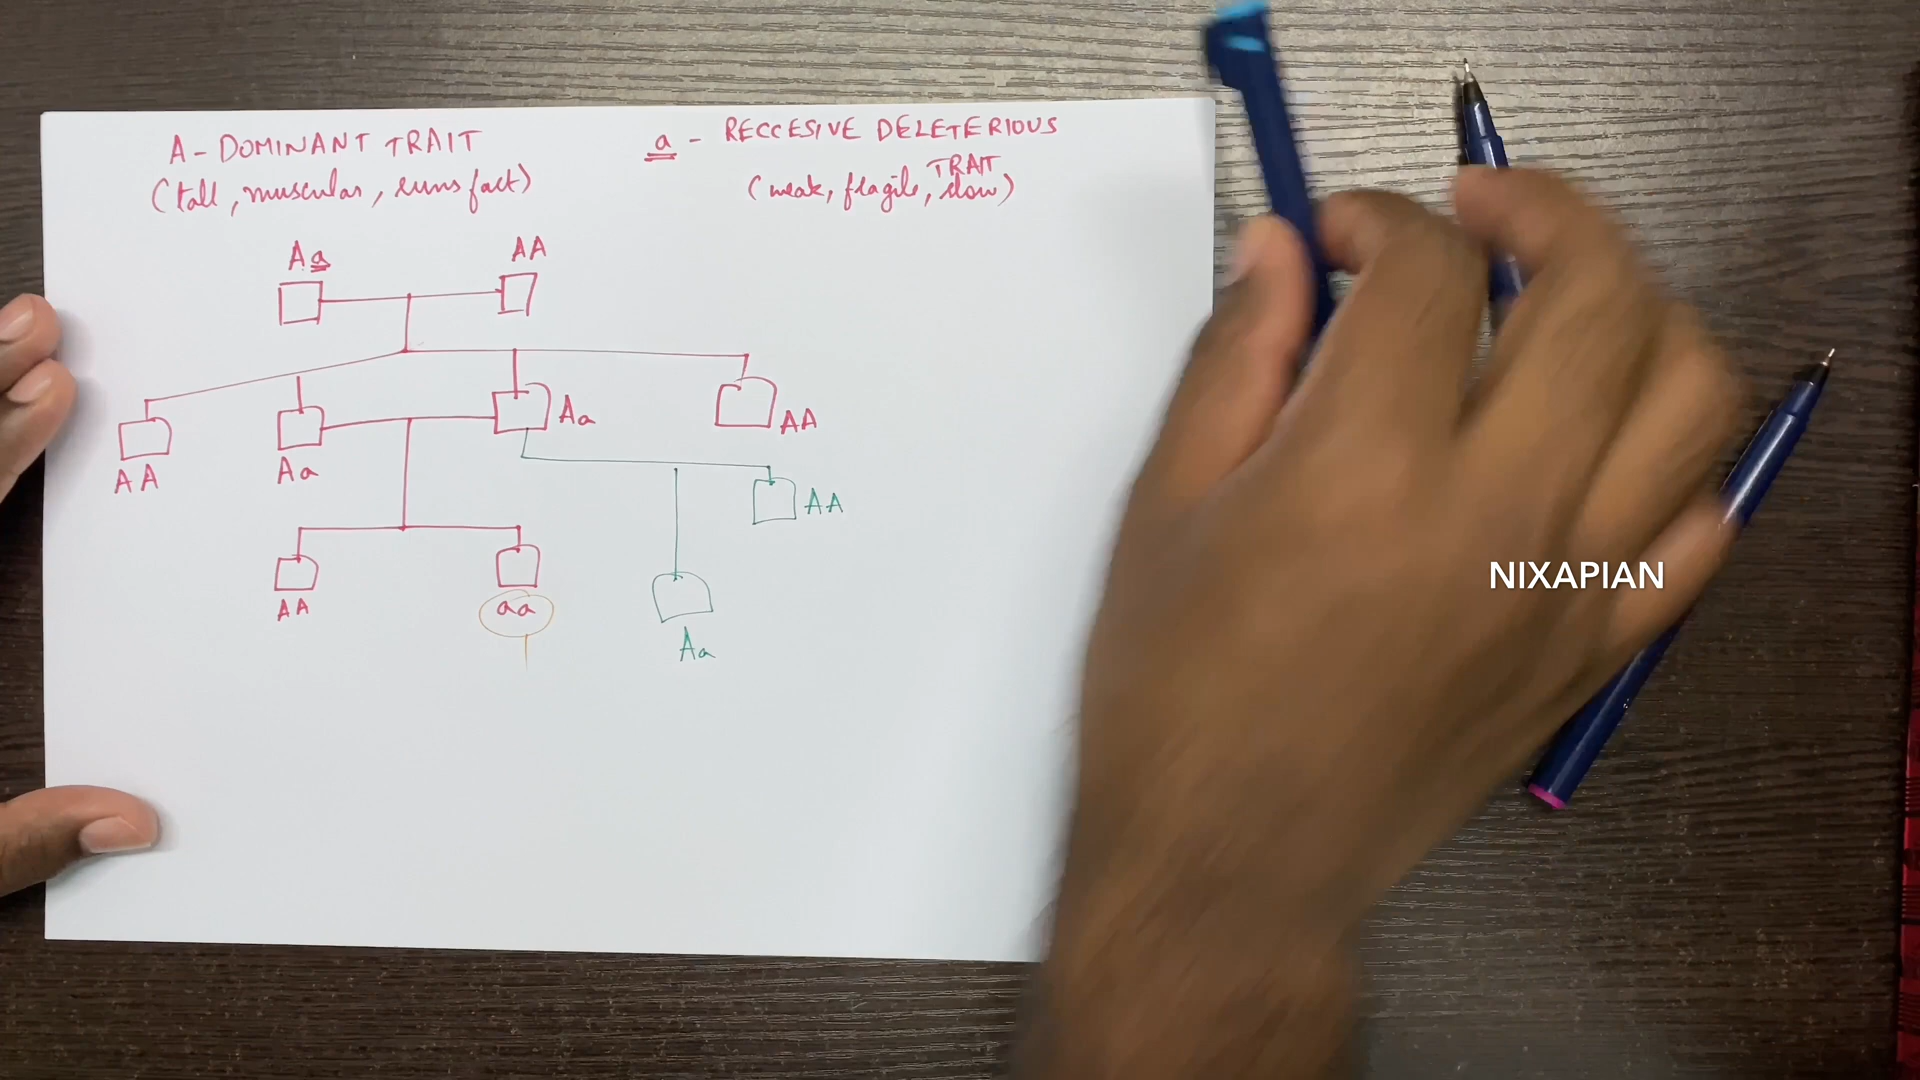 A - DOMINANT TRAIT
(tall, muscular, runs fact)
a - RECCESIVE DELETERIOUS
TRAIT
(weak, fragile, slow)
Aa
AA
Aa
AA
AA
Aa
AA
AA
aa
Aa
NIXAPIAN